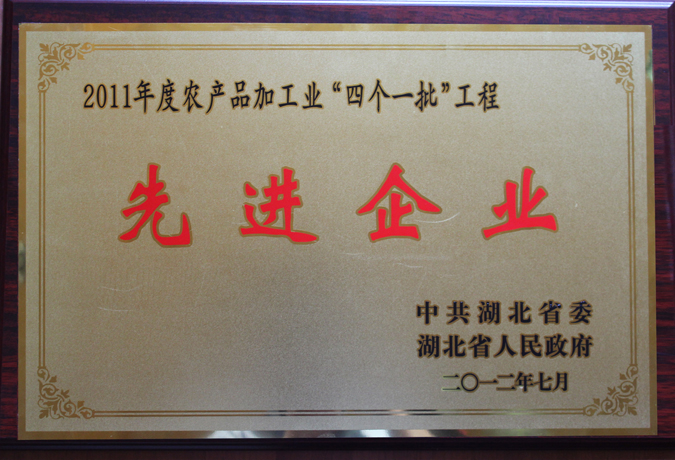 2011年度农产品加工业“四个一批”工程
先进企业
中共湖北省委
湖北省人民政府
二〇一二年七月